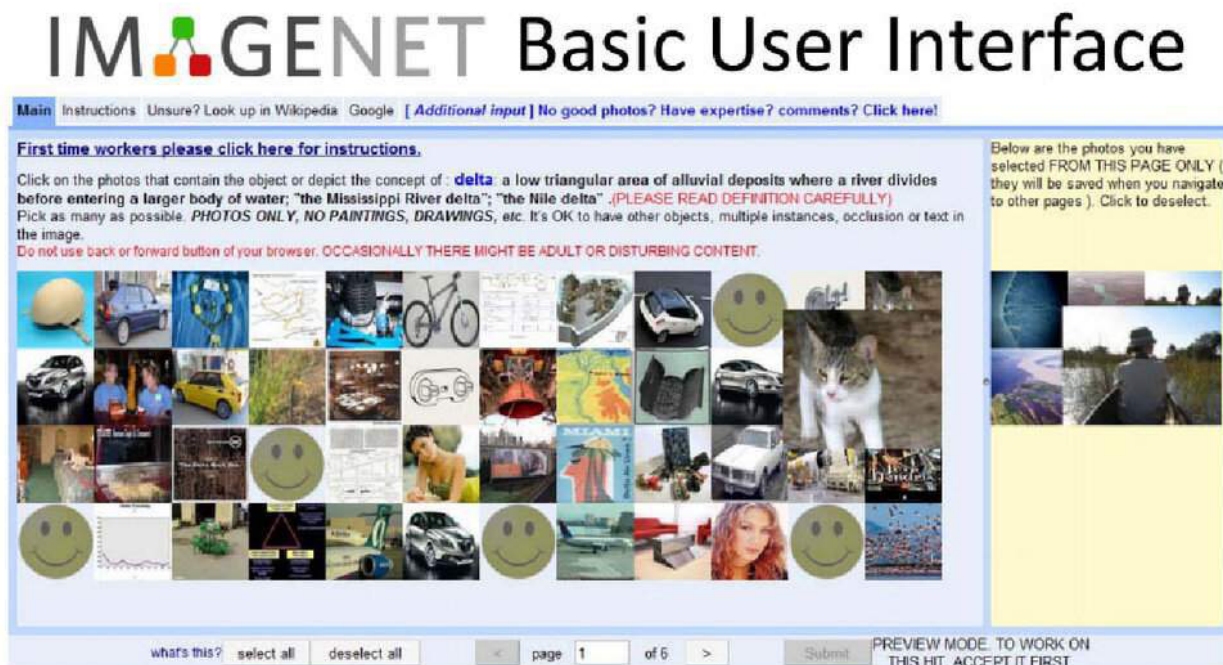 IMAGENET Basic User Interface
Main Instructions Unsure? Look up in Wikipedia Google [ Additional input ] No good photos? Have expertise? comments? Click here!
First time workers please click here for instructions.
Click on the photos that contain the object or depict the concept of : delta: a low triangular area of alluvial deposits where a river divides
before entering a larger body of water; "the Mississippi River delta"; "the Nile delta" .(PLEASE READ DEFINITION CAREFULLY)
Pick as many as possible. PHOTOS ONLY, NO PAINTINGS, DRAWINGS, etc. It's OK to have other objects, multiple instances, occlusion or text in
the image.
Do not use back or forward button of your browser. OCCASIONALLY THERE MIGHT BE ADULT OR DISTURBING CONTENT.
Below are the photos you have
selected FROM THIS PAGE ONLY (
they will be saved when you navigate
to other pages ). Click to deselect.
MIAMI
Hendrix
what's this? select all deselect all < page 1 of 6 > Submit
PREVIEW MODE. TO WORK ON
THIS HIT, ACCEPT IT FIRST